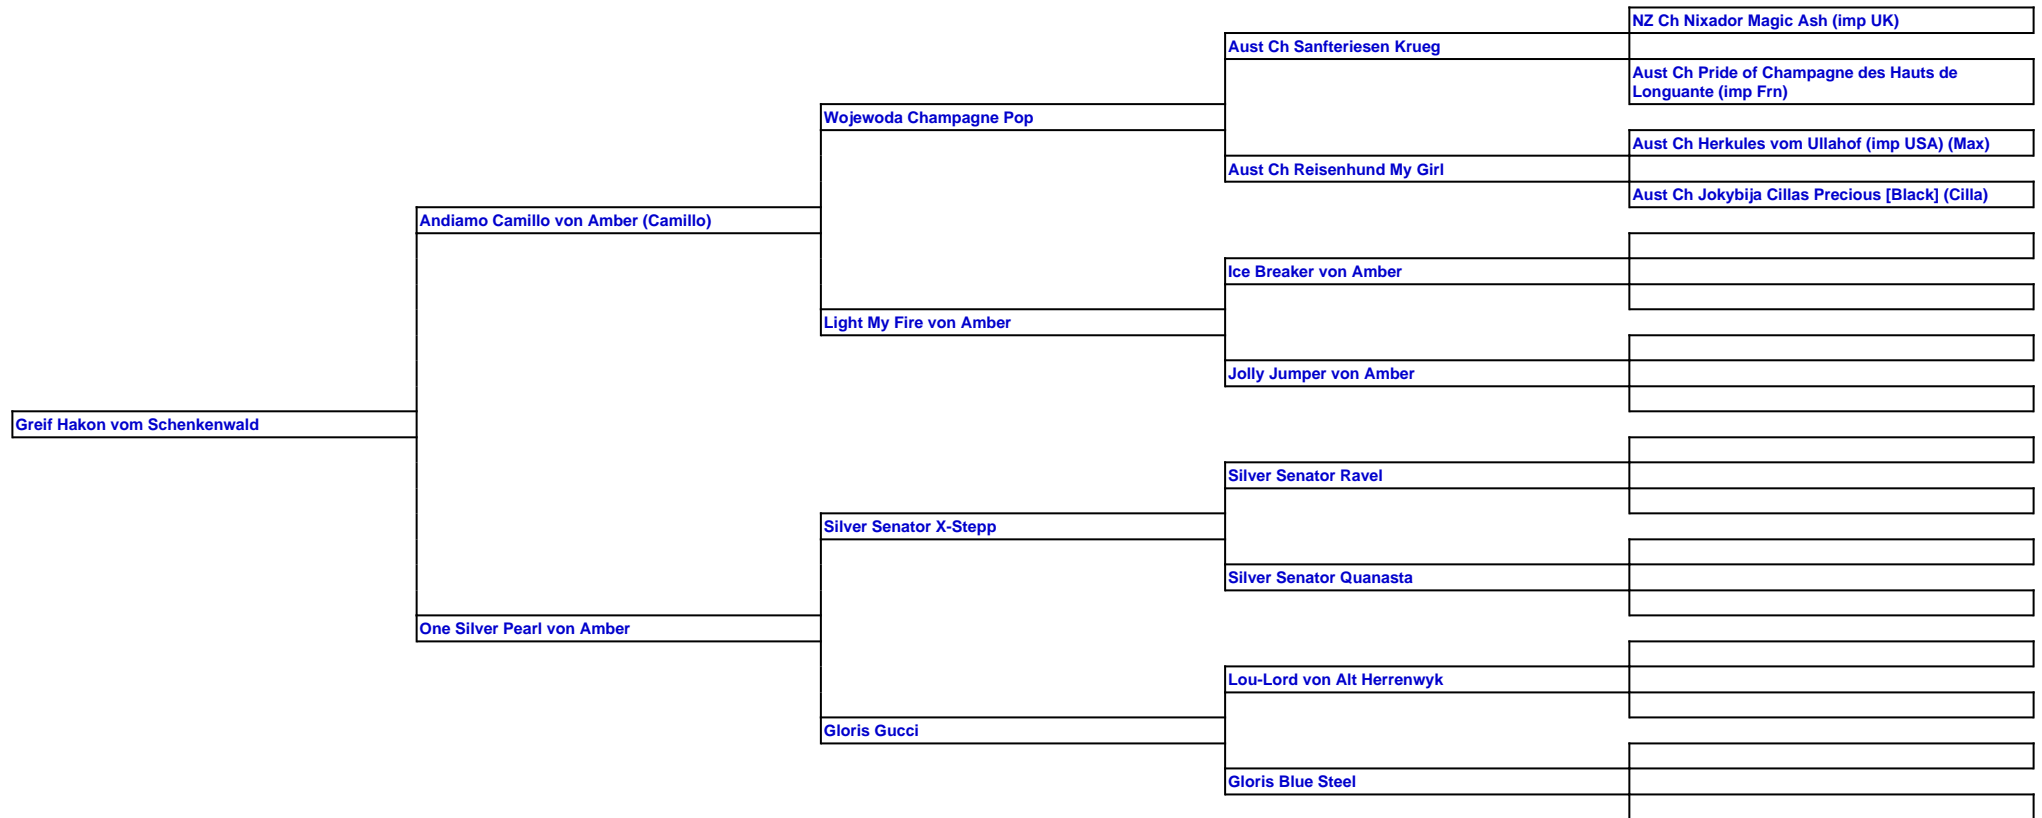 NZ Ch Nixador Magic Ash (imp UK)
Aust Ch Sanfteriesen Krueg
Aust Ch Pride of Champagne des Hauts de
Longuante (imp Frn)
Wojewoda Champagne Pop
Aust Ch Herkules vom Ullahof (imp USA) (Max)
Aust Ch Reisenhund My Girl
Aust Ch Jokybija Cillas Precious [Black] (Cilla)
Andiamo Camillo von Amber (Camillo)
Ice Breaker von Amber
Light My Fire von Amber
Jolly Jumper von Amber
Greif Hakon vom Schenkenwald
Silver Senator Ravel
Silver Senator X-Stepp
Silver Senator Quanasta
One Silver Pearl von Amber
Lou-Lord von Alt Herrenwyk
Gloris Gucci
Gloris Blue Steel